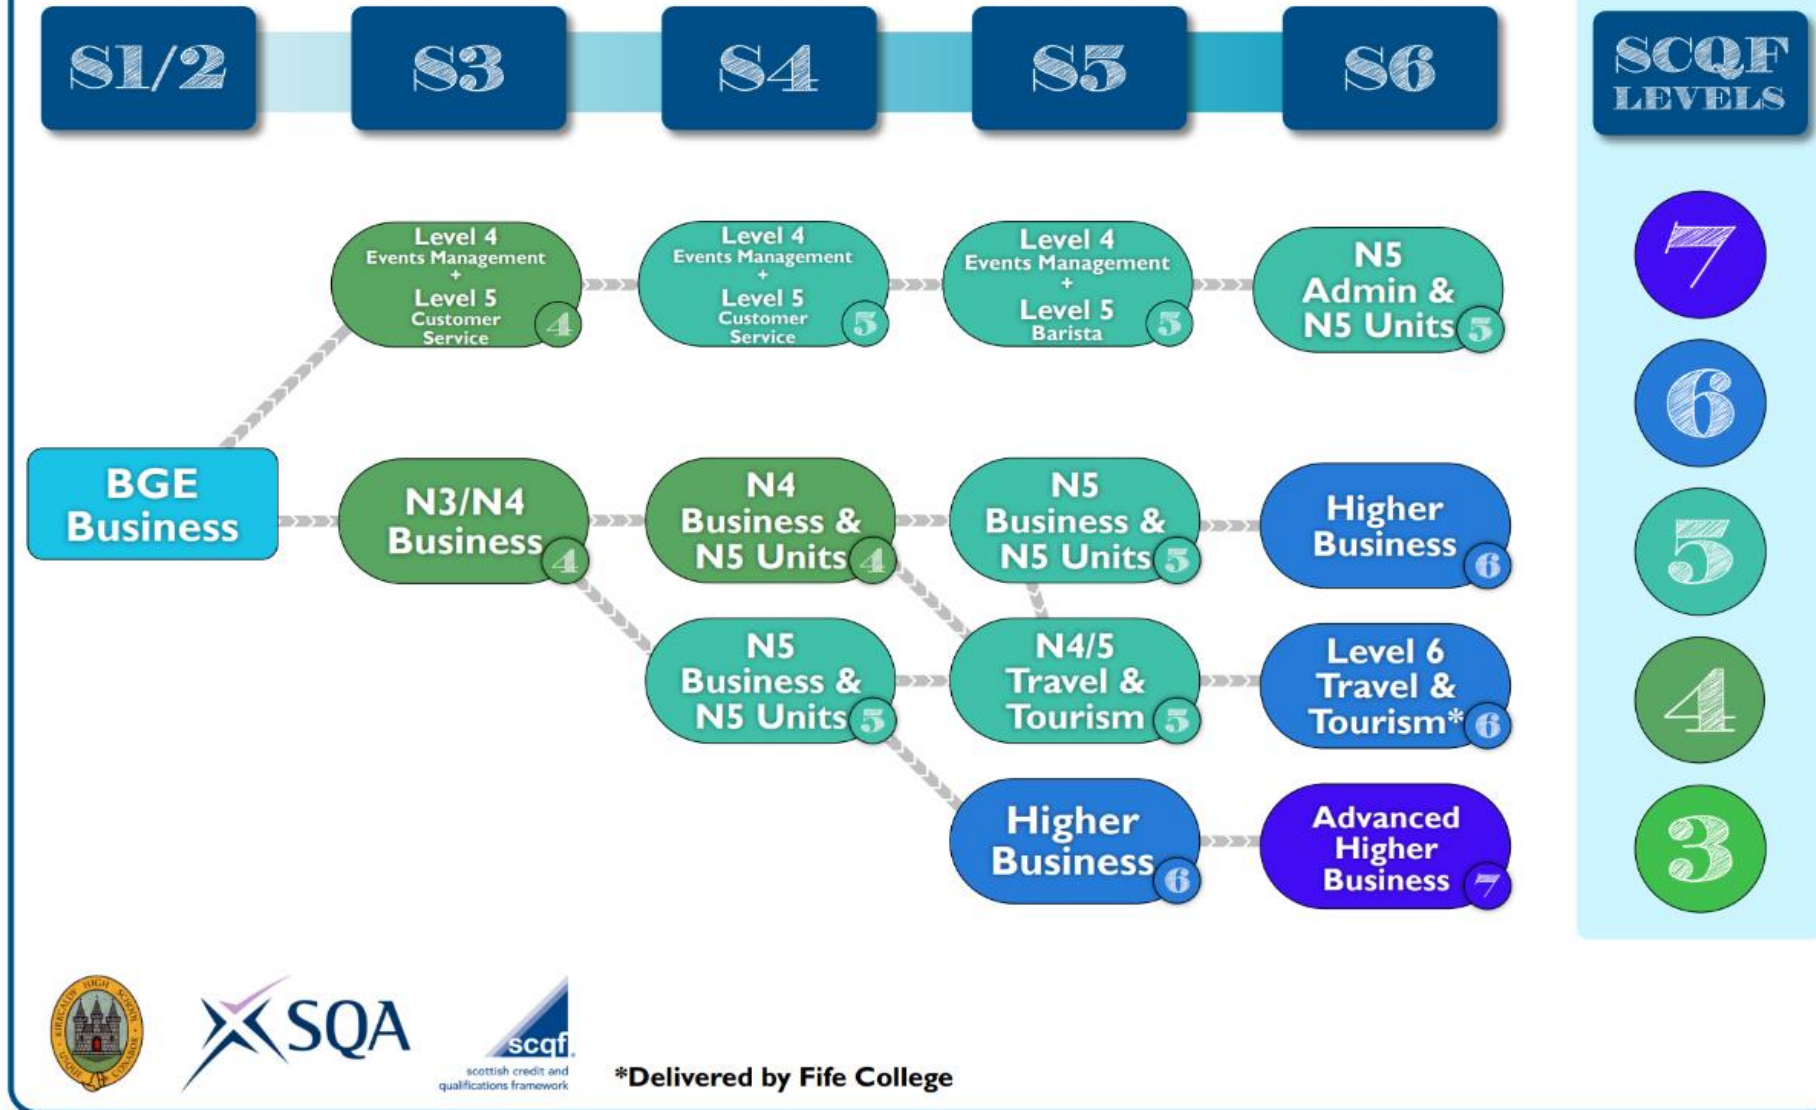 S1/2
S3
S4
S5
S6
SCQF
LEVELS
Level 4
Events Management
+
Level 5
Customer
Service
4
Level 4
Events Management
+
Level 5
Customer
Service
5
Level 4
Events Management
+
Level 5
Barista
5
N5
Admin &
N5 Units
5
BGE
Business
N3/N4
Business
4
N4
Business &
N5 Units
4
N5
Business &
N5 Units
5
Higher
Business
6
N5
Business &
N5 Units
5
N4/5
Travel &
Tourism
5
Level 6
Travel &
Tourism*
6
Higher
Business
6
Advanced
Higher
Business
7
7
6
5
4
3
KIRKCALDY HIGH SCHOOL
USQUE CONABOR
SQA
scqf.
scottish credit and
qualifications framework
*Delivered by Fife College